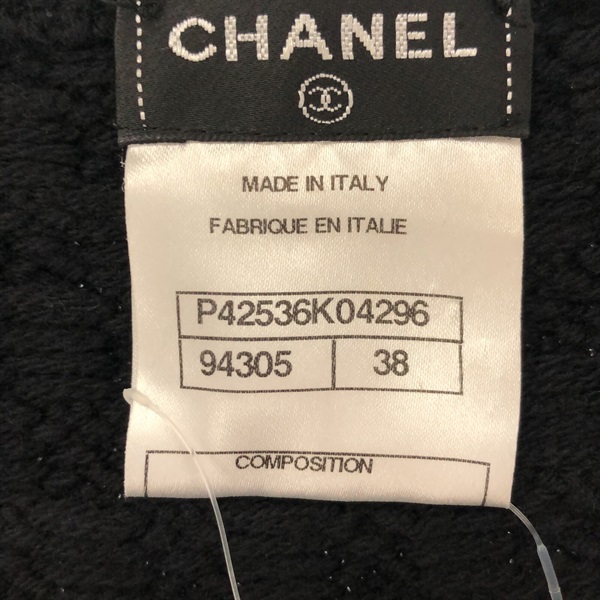 CHANEL
MADE IN ITALY
FABRIQUE EN ITALIE
P42536K04296
94305 38
COMPOSITION